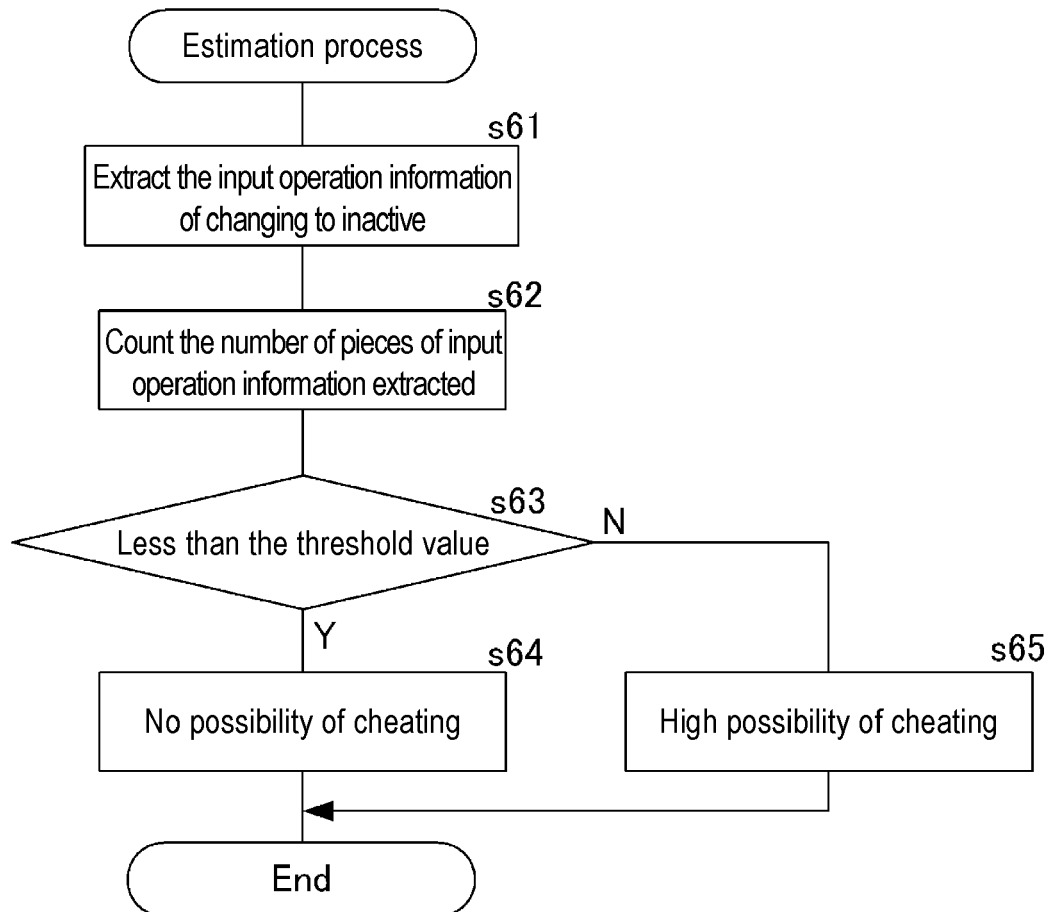 Estimation process
s61
Extract the input operation information
of changing to inactive
s62
Count the number of pieces of input
operation information extracted
s63
Less than the threshold value
N
Y
s64
No possibility of cheating
s65
High possibility of cheating
End